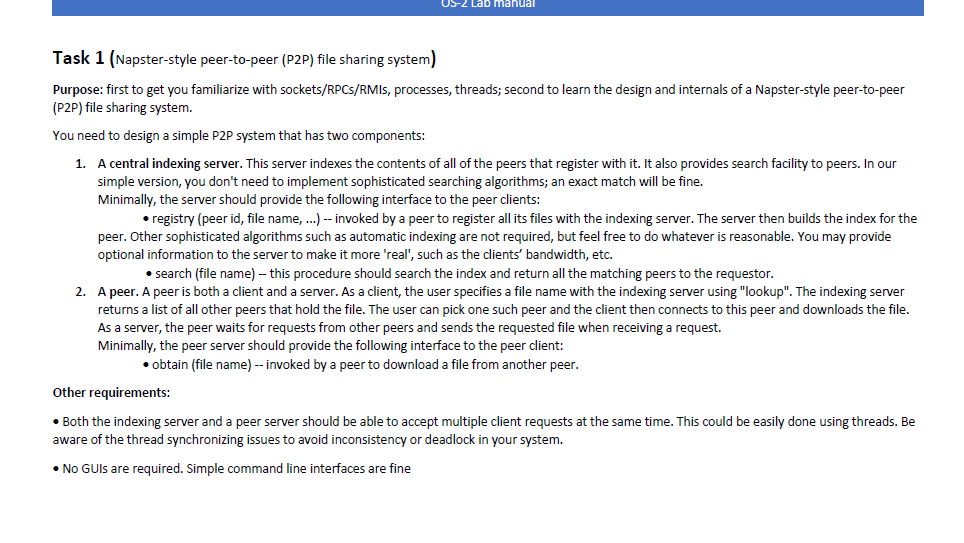 OS-2 Lab manual
Task 1 (Napster-style peer-to-peer (P2P) file sharing system)
Purpose: first to get you familiarize with sockets/RPCs/RMIs, processes, threads; second to learn the design and internals of a Napster-style peer-to-peer
(P2P) file sharing system.
You need to design a simple P2P system that has two components:
1. A central indexing server. This server indexes the contents of all of the peers that register with it. It also provides search facility to peers. In our
simple version, you don't need to implement sophisticated searching algorithms; an exact match will be fine.
Minimally, the server should provide the following interface to the peer clients:
• registry (peer id, file name, ...) -- invoked by a peer to register all its files with the indexing server. The server then builds the index for the
peer. Other sophisticated algorithms such as automatic indexing are not required, but feel free to do whatever is reasonable. You may provide
optional information to the server to make it more 'real', such as the clients’ bandwidth, etc.
• search (file name) -- this procedure should search the index and return all the matching peers to the requestor.
2. A peer. A peer is both a client and a server. As a client, the user specifies a file name with the indexing server using "lookup". The indexing server
returns a list of all other peers that hold the file. The user can pick one such peer and the client then connects to this peer and downloads the file.
As a server, the peer waits for requests from other peers and sends the requested file when receiving a request.
Minimally, the peer server should provide the following interface to the peer client:
• obtain (file name) -- invoked by a peer to download a file from another peer.
Other requirements:
• Both the indexing server and a peer server should be able to accept multiple client requests at the same time. This could be easily done using threads. Be
aware of the thread synchronizing issues to avoid inconsistency or deadlock in your system.
• No GUIs are required. Simple command line interfaces are fine